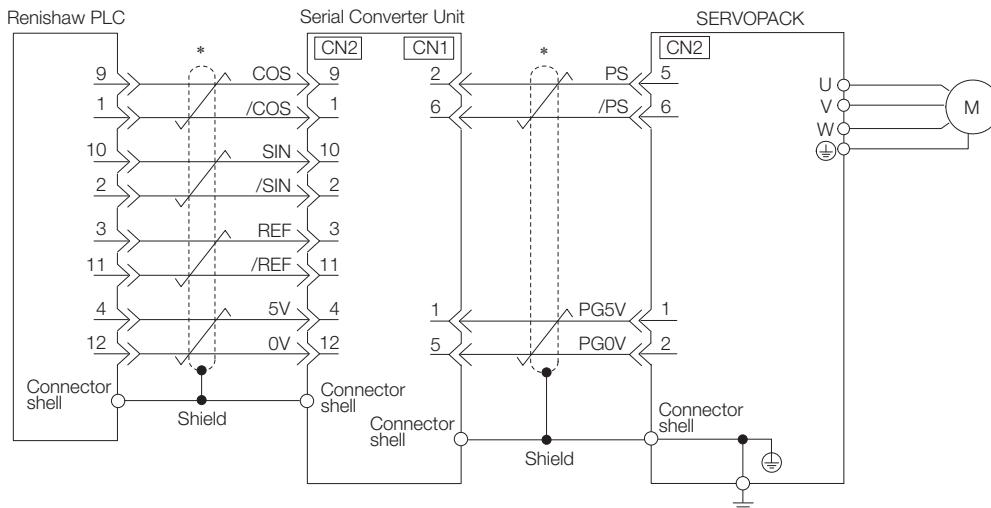 Renishaw PLC Serial Converter Unit SERVOPACK
CN2 CN1 CN2
* *
9 COS 9 2 PS 5
1 /COS 1 6 /PS 6
U
V
W
M
10 SIN 10
2 /SIN 2
3 REF 3
11 /REF 11
4 5V 4 1 PG5V 1
12 0V 12 5 PG0V 2
Connector
shell
Shield
Connector
shell
Connector
shell
Shield
Connector
shell